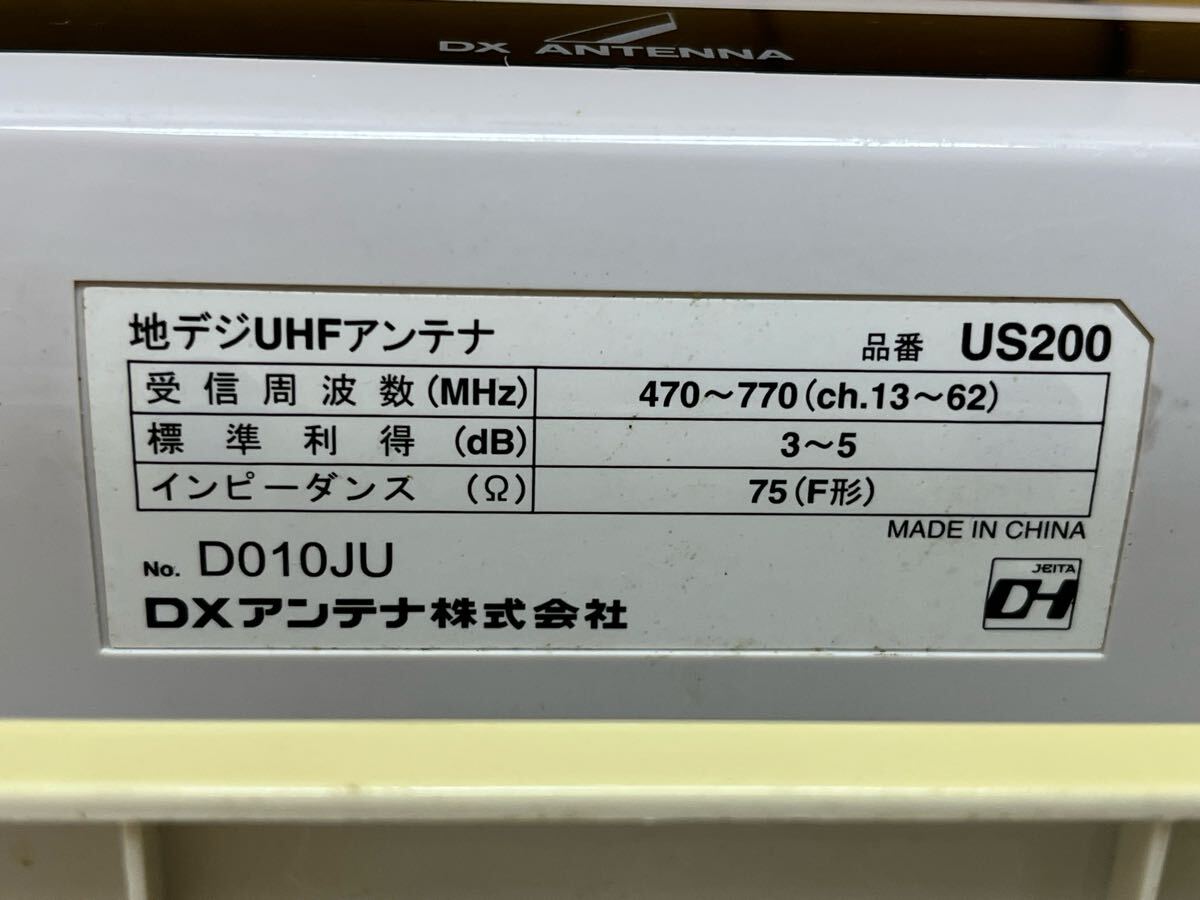 DX ANTENNA
地デジUHFアンテナ 品番 US200
受信周波数(MHz) 470～770(ch.13～62)
標準利得(dB) 3～5
インピーダンス(Ω) 75(F形)
MADE IN CHINA
No. D010JU
JEITA
DH
DXアンテナ株式会社